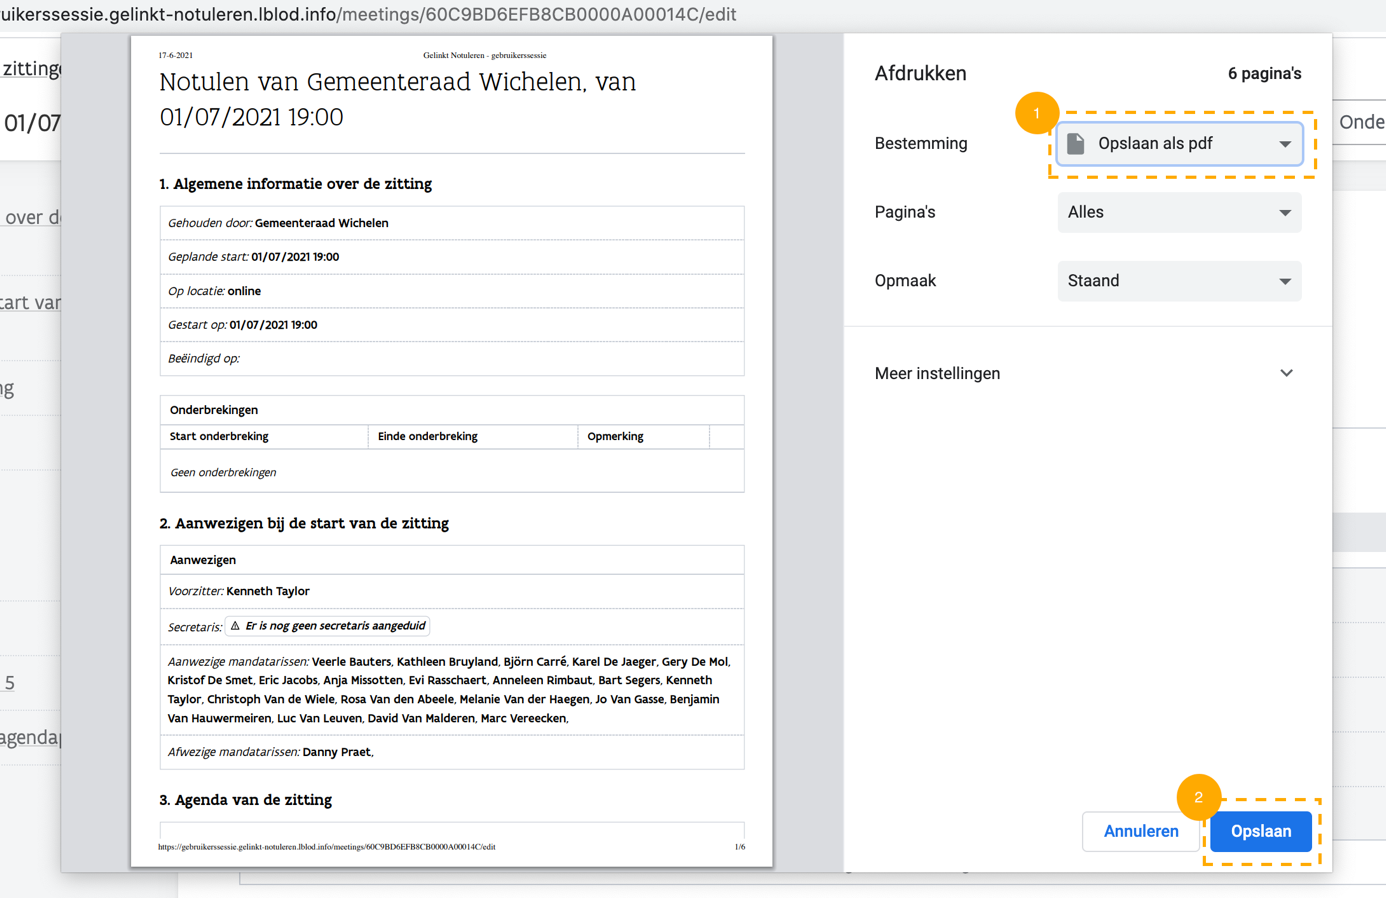 uikerssessie.gelinkt-notuleren.lblod.info/meetings/60C9BD6EFB8CB0000A00014C/edit
zittinge
01/07
over de
tart var
ng
5
agendap
Onde
17-6-2021
Gelinkt Notuleren - gebruikerssessie
Notulen van Gemeenteraad Wichelen, van
01/07/2021 19:00
1. Algemene informatie over de zitting
Gehouden door: Gemeenteraad Wichelen
Geplande start: 01/07/2021 19:00
Op locatie: online
Gestart op: 01/07/2021 19:00
Beëindigd op:
Onderbrekingen
Start onderbreking Einde onderbreking Opmerking
Geen onderbrekingen
2. Aanwezigen bij de start van de zitting
Aanwezigen
Voorzitter: Kenneth Taylor
Secretaris: ⚠ Er is nog geen secretaris aangeduid
Aanwezige mandatarissen: Veerle Bauters, Kathleen Bruyland, Björn Carré, Karel De Jaeger, Gery De Mol,
Kristof De Smet, Eric Jacobs, Anja Missotten, Evi Rasschaert, Anneleen Rimbaut, Bart Segers, Kenneth
Taylor, Christoph Van de Wiele, Rosa Van den Abeele, Melanie Van der Haegen, Jo Van Gasse, Benjamin
Van Hauwermeiren, Luc Van Leuven, David Van Malderen, Marc Vereecken,
Afwezige mandatarissen: Danny Praet,
3. Agenda van de zitting
https://gebruikerssessie.gelinkt-notuleren.lblod.info/meetings/60C9BD6EFB8CB0000A00014C/edit
1/6
Afdrukken
6 pagina's
1
Bestemming
Opslaan als pdf
Pagina's
Alles
Opmaak
Staand
Meer instellingen
2
Annuleren
Opslaan